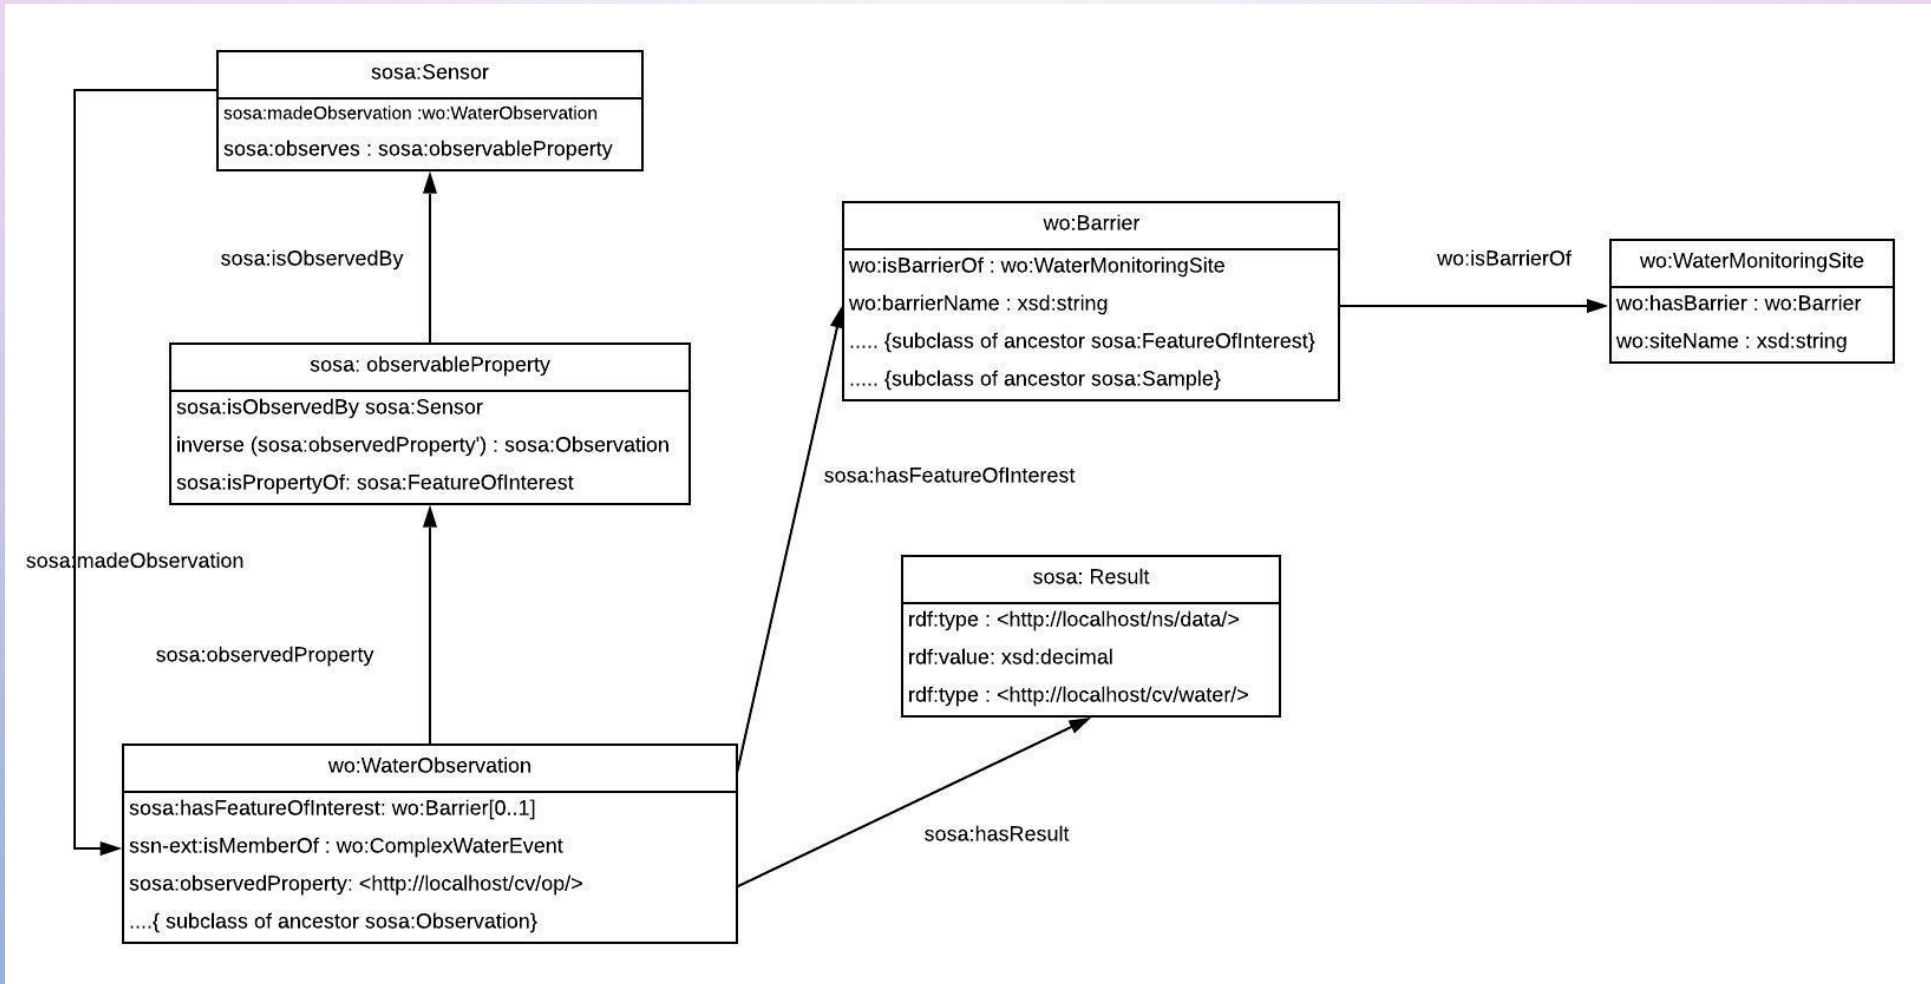 sosa:Sensor
sosa:madeObservation :wo:WaterObservation
sosa:observes : sosa:observableProperty
sosa:isObservedBy
sosa: observableProperty
sosa:isObservedBy sosa:Sensor
inverse (sosa:observedProperty') : sosa:Observation
sosa:isPropertyOf: sosa:FeatureOfInterest
sosa:madeObservation
sosa:observedProperty
wo:WaterObservation
sosa:hasFeatureOfInterest: wo:Barrier[0..1]
ssn-ext:isMemberOf : wo:ComplexWaterEvent
sosa:observedProperty: <http://localhost/cv/op/>
....{ subclass of ancestor sosa:Observation}
wo:Barrier
wo:isBarrierOf : wo:WaterMonitoringSite
wo:barrierName : xsd:string
..... {subclass of ancestor sosa:FeatureOfInterest}
..... {subclass of ancestor sosa:Sample}
wo:isBarrierOf
wo:WaterMonitoringSite
wo:hasBarrier : wo:Barrier
wo:siteName : xsd:string
sosa:hasFeatureOfInterest
sosa: Result
rdf:type : <http://localhost/ns/data/>
rdf:value: xsd:decimal
rdf:type : <http://localhost/cv/water/>
sosa:hasResult